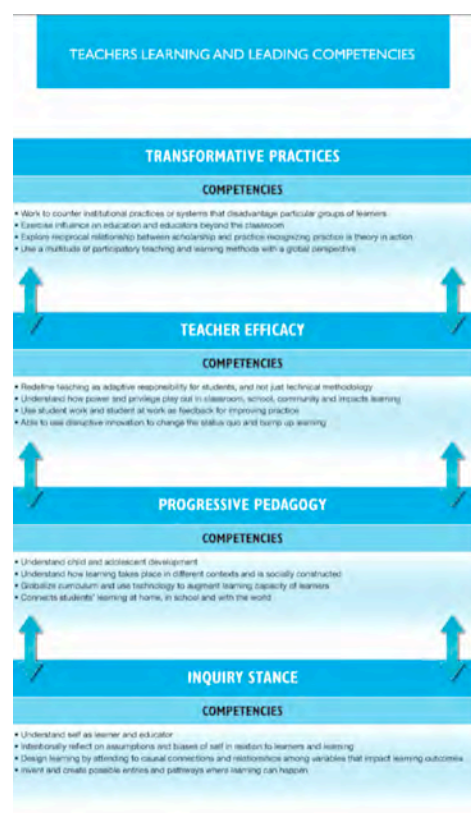 TEACHERS LEARNING AND LEADING COMPETENCIES
TRANSFORMATIVE PRACTICES
COMPETENCIES
• Work to counter institutional practices or systems that disadvantage particular groups of learners
• Exercise influence on education and educators beyond the classroom
• Explore reciprocal relationship between scholarship and practice recognizing practice is theory in action
• Use a multitude of participatory teaching and learning methods with a global perspective
TEACHER EFFICACY
COMPETENCIES
• Redefine teaching as adaptive responsibility for students, and not just technical methodology
• Understand how power and privilege play out in classroom, school, community and impacts learning
• Use student work and student at work as feedback for improving practice
• Able to use disruptive innovation to change the status quo and bump up learning
PROGRESSIVE PEDAGOGY
COMPETENCIES
• Understand child and adolescent development
• Understand how learning takes place in different contexts and is socially constructed
• Globalize curriculum and use technology to augment learning capacity of learners
• Connects students' learning at home, in school and with the world
INQUIRY STANCE
COMPETENCIES
• Understand self as learner and educator
• Intentionally reflect on assumptions and biases of self in relation to learners and learning
• Design learning by attending to causal connections and relationships among variables that impact learning outcomes
• Invent and create possible entries and pathways where learning can happen